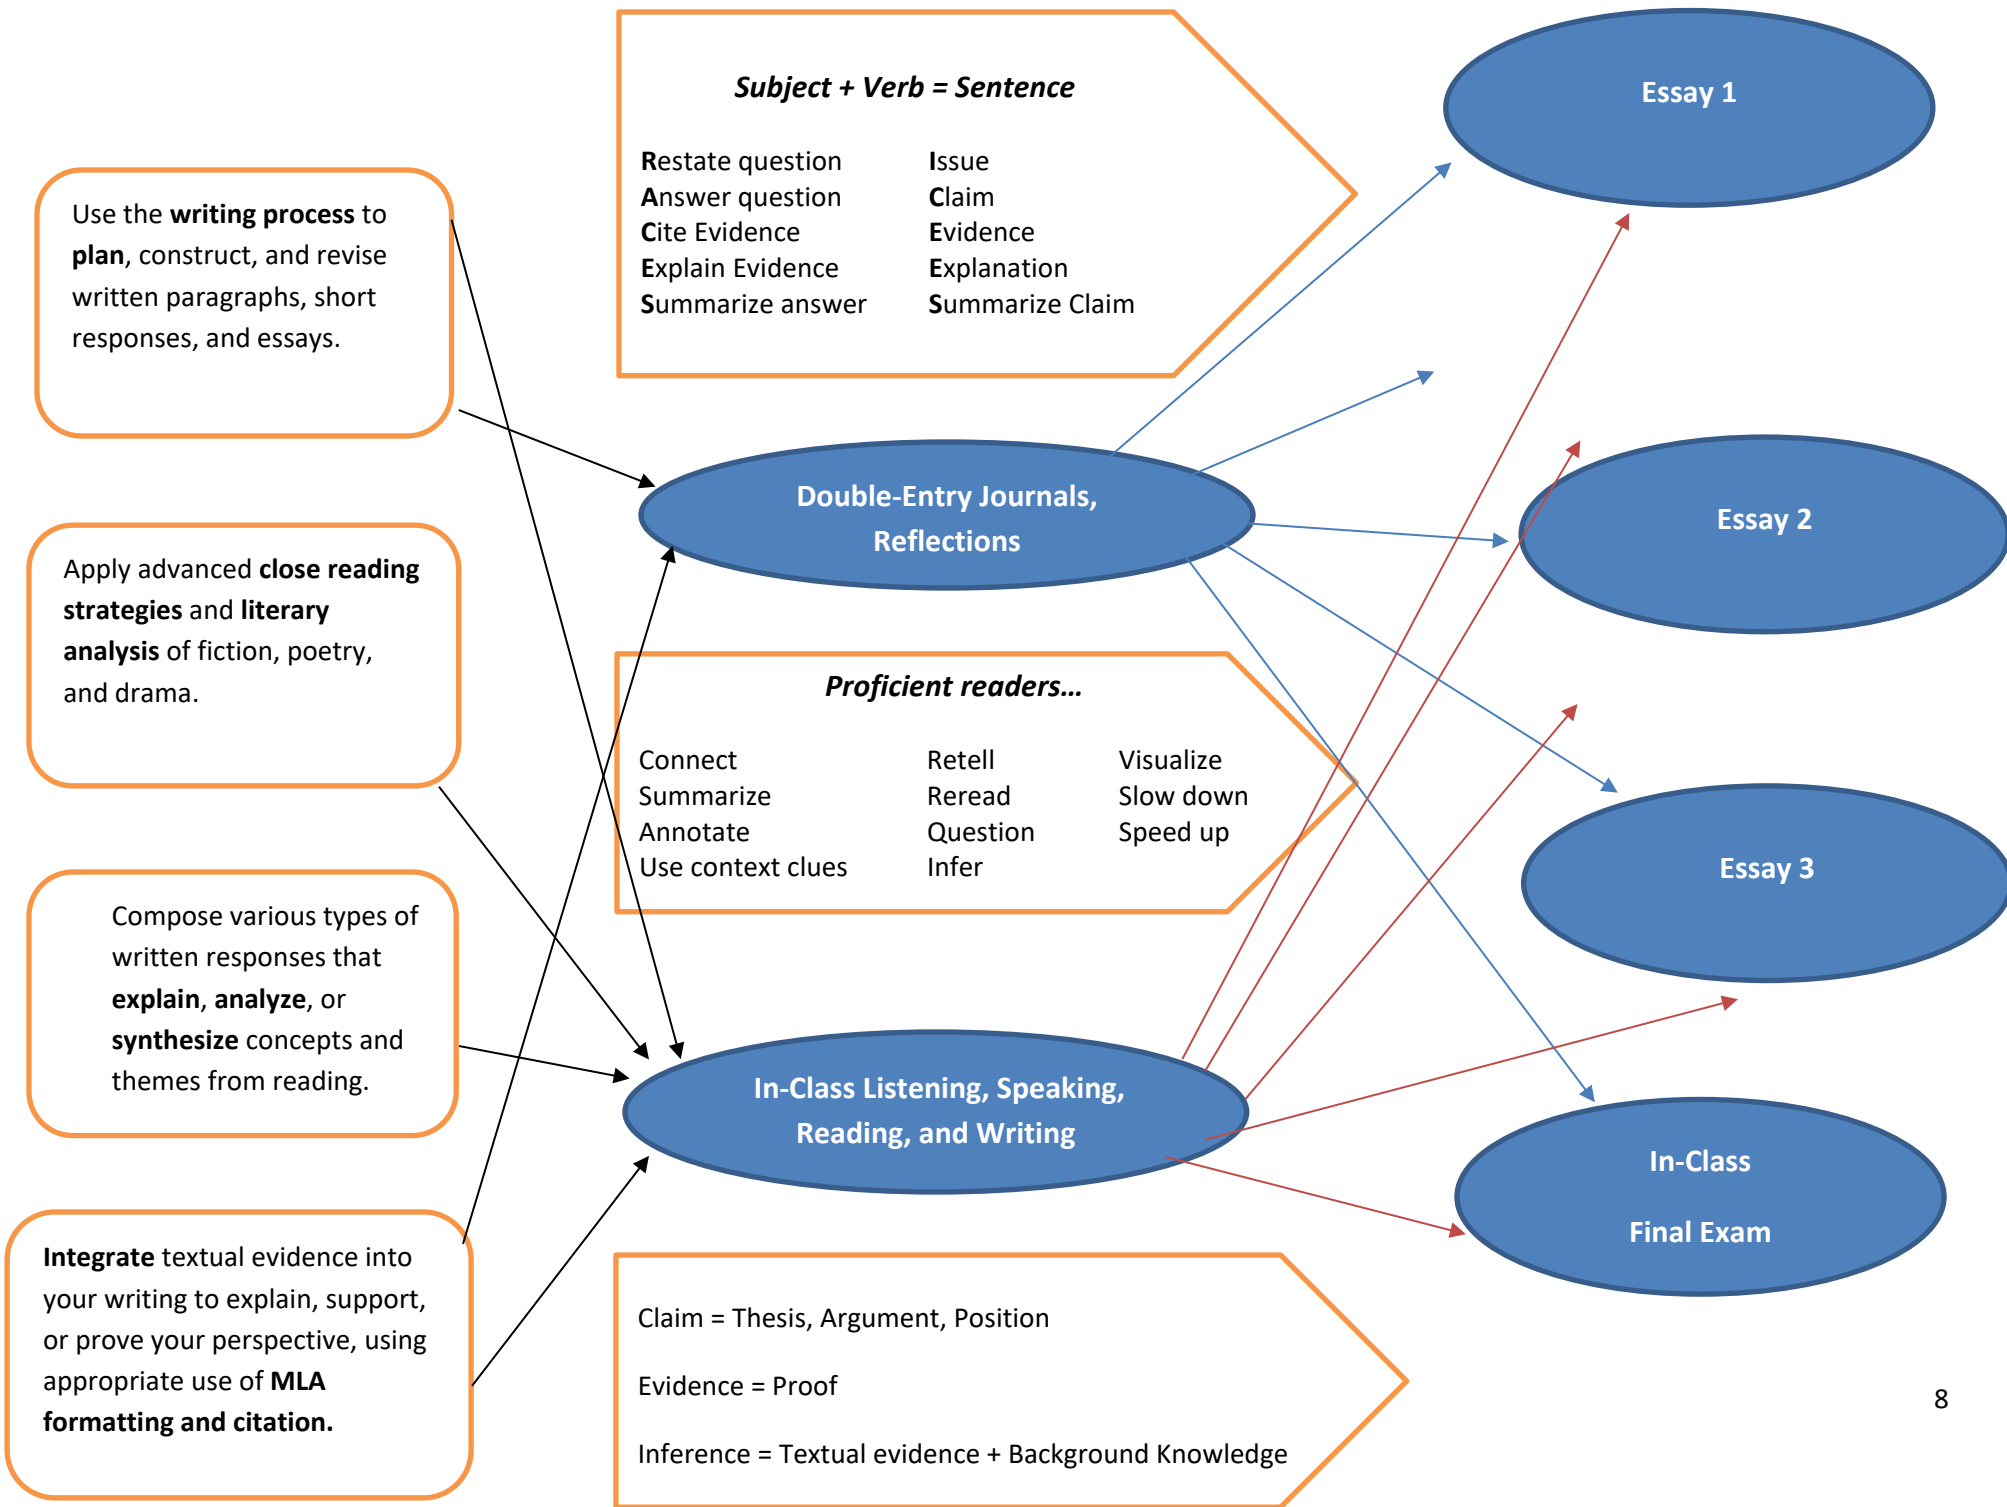 Use the writing process to
plan, construct, and revise
written paragraphs, short
responses, and essays.
Apply advanced close reading
strategies and literary
analysis of fiction, poetry,
and drama.
Compose various types of
written responses that
explain, analyze, or
synthesize concepts and
themes from reading.
Integrate textual evidence into
your writing to explain, support,
or prove your perspective, using
appropriate use of MLA
formatting and citation.
Subject + Verb = Sentence
Restate question
Answer question
Cite Evidence
Explain Evidence
Summarize answer
Issue
Claim
Evidence
Explanation
Summarize Claim
Double-Entry Journals,
Reflections
Proficient readers…
Connect
Summarize
Annotate
Use context clues
Retell
Reread
Question
Infer
Visualize
Slow down
Speed up
In-Class Listening, Speaking,
Reading, and Writing
Claim = Thesis, Argument, Position
Evidence = Proof
Inference = Textual evidence + Background Knowledge
Essay 1
Essay 2
Essay 3
In-Class
Final Exam
8